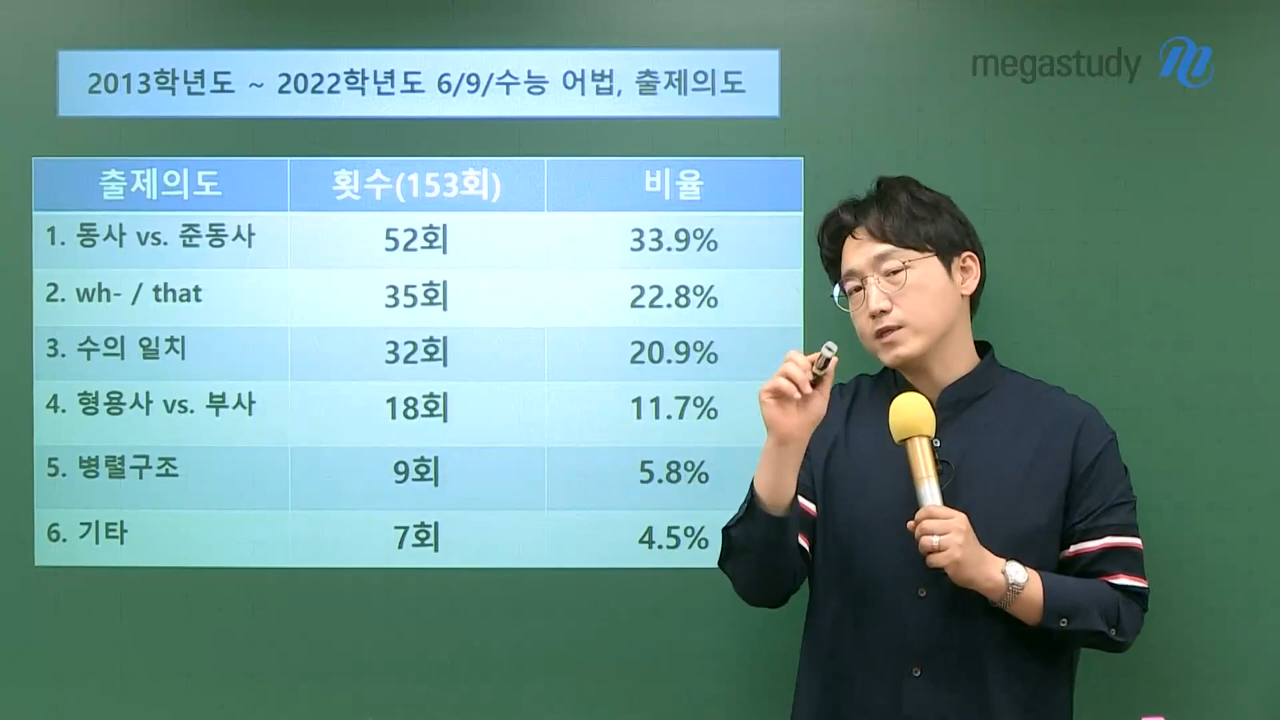 2013학년도 ~ 2022학년도 6/9/수능 어법, 출제의도
megastudy
출제의도 횟수(153회) 비율
1. 동사 vs. 준동사 52회 33.9%
2. wh- / that 35회 22.8%
3. 수의 일치 32회 20.9%
4. 형용사 vs. 부사 18회 11.7%
5. 병렬구조 9회 5.8%
6. 기타 7회 4.5%